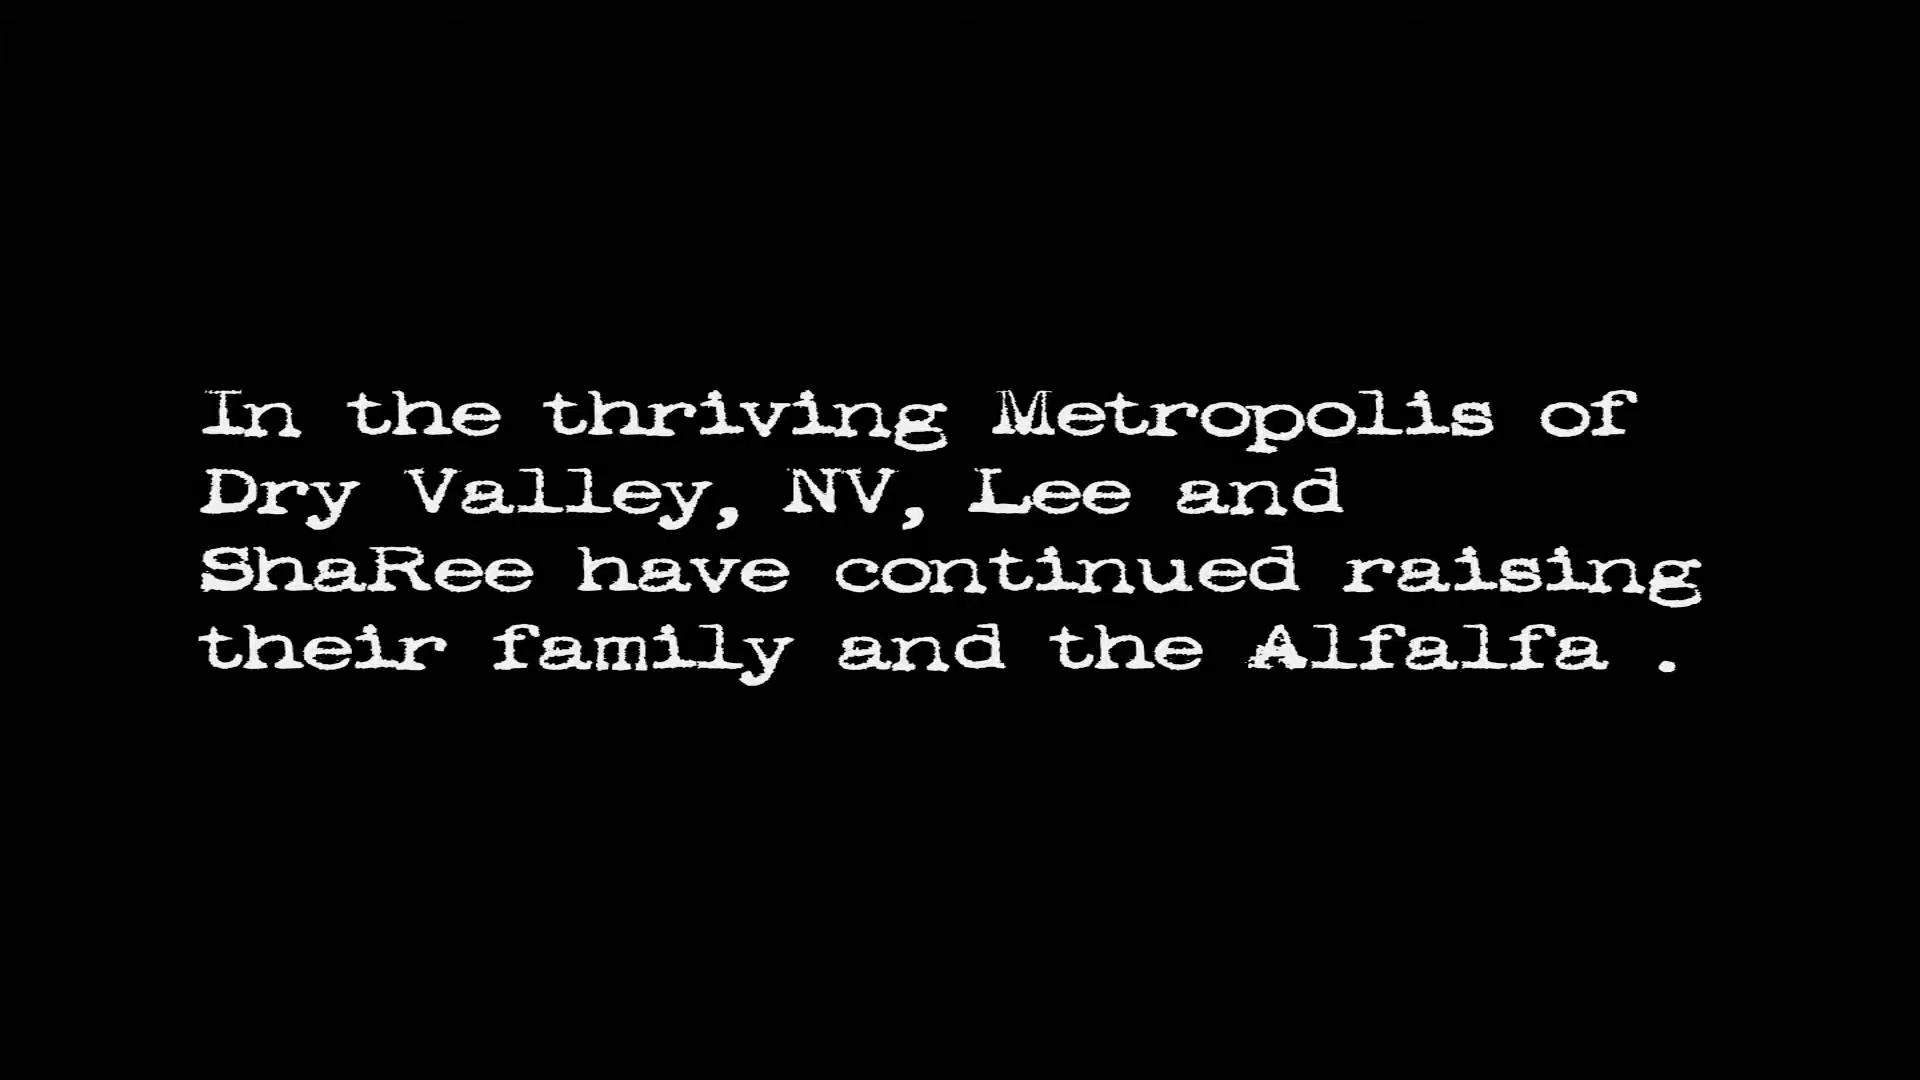 In the thriving Metropolis of
Dry Valley, NV, Lee and
ShaRee have continued raising
their family and the Alfalfa .